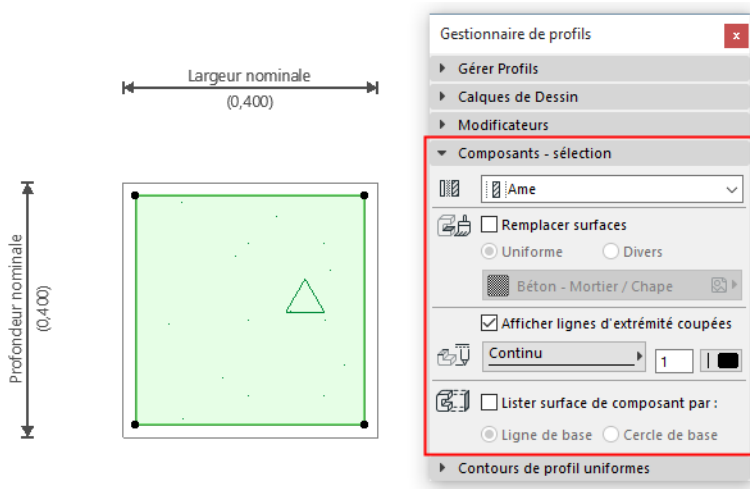 Largeur nominale
(0,400)
Profondeur nominale
(0,400)
Gestionnaire de profils
x
Gérer Profils
Calques de Dessin
Modificateurs
Composants - sélection
Ame
Remplacer surfaces
Uniforme Divers
Béton - Mortier / Chape
Afficher lignes d'extrémité coupées
Continu 1
Lister surface de composant par :
Ligne de base Cercle de base
Contours de profil uniformes